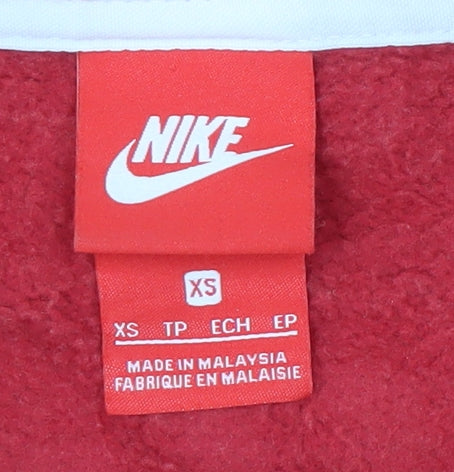 NIKE
XS
XS TP ECH EP
MADE IN MALAYSIA
FABRIQUE EN MALAISIE